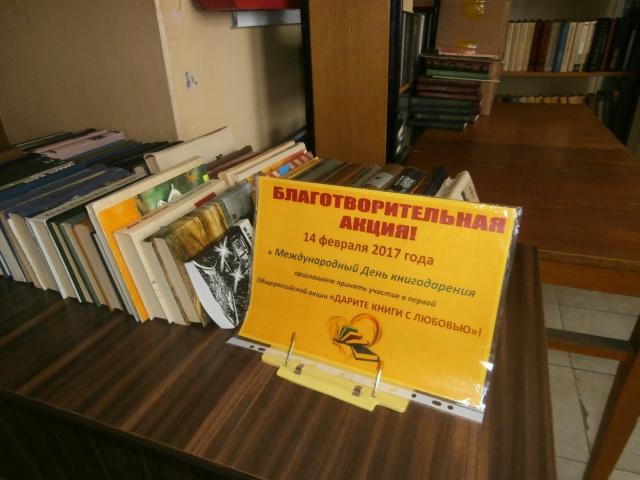 БЛАГОТВОРИТЕЛЬНАЯ
АКЦИЯ!
14 февраля 2017 года
в Международный День книгодарения
приглашаем принять участие в первой
Общероссийской акции «ДАРИТЕ КНИГИ С ЛЮБОВЬЮ»!